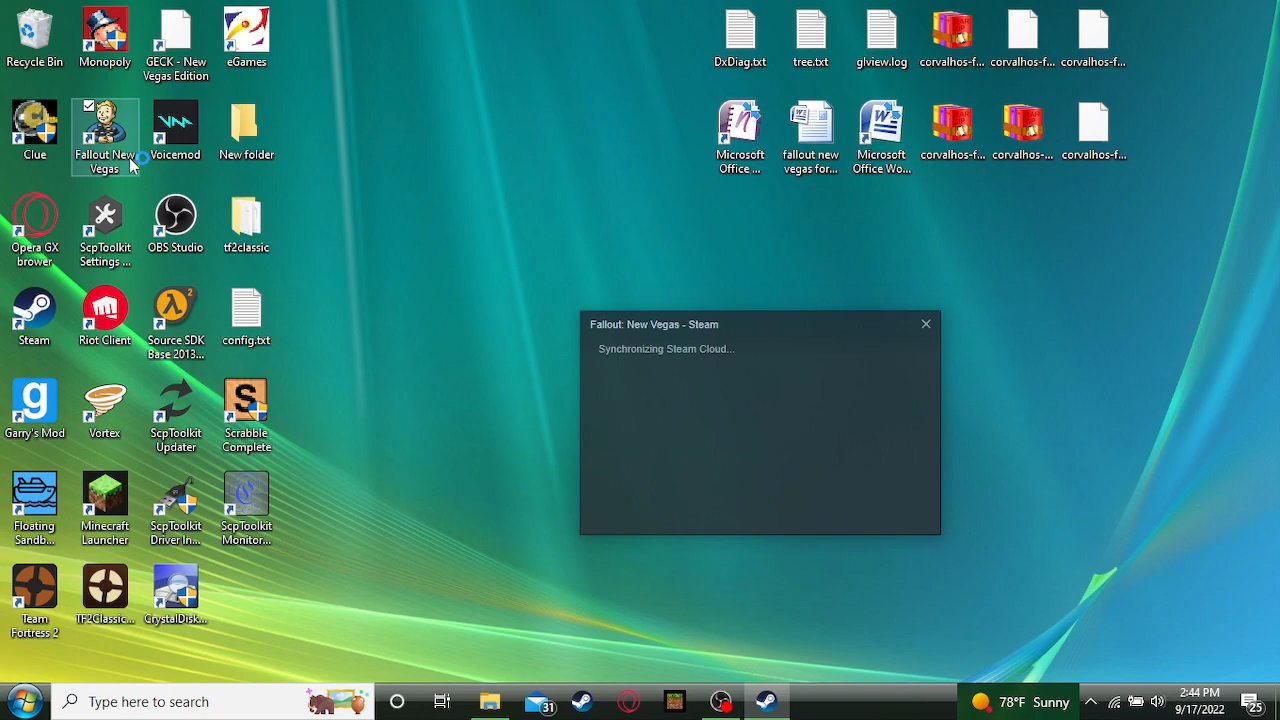 Recycle Bin
Monopoly
GECK - New
Vegas Edition
eGames
DxDiag.txt
tree.txt
glview.log
corvalhos-f...
corvalhos-f...
corvalhos-f...
Clue
Fallout New
Vegas
Voicemod
New folder
Microsoft
Office ...
fallout new
vegas for...
Microsoft
Office Wo...
corvalhos-f...
corvalhos-...
corvalhos-f...
Opera GX
brower
ScpToolkit
Settings ...
OBS Studio
tf2classic
Steam
Riot Client
Source SDK
Base 2013...
config.txt
Fallout: New Vegas - Steam
Synchronizing Steam Cloud...
Garry's Mod
Vortex
ScpToolkit
Updater
Scrabble
Complete
Floating
Sandb...
Minecraft
Launcher
ScpToolkit
Driver In...
ScpToolkit
Monitor...
Team
Fortress 2
TF2Classic...
CrystalDisk...
Type here to search
31
78°F Sunny
2:44 PM
9/17/2022
25